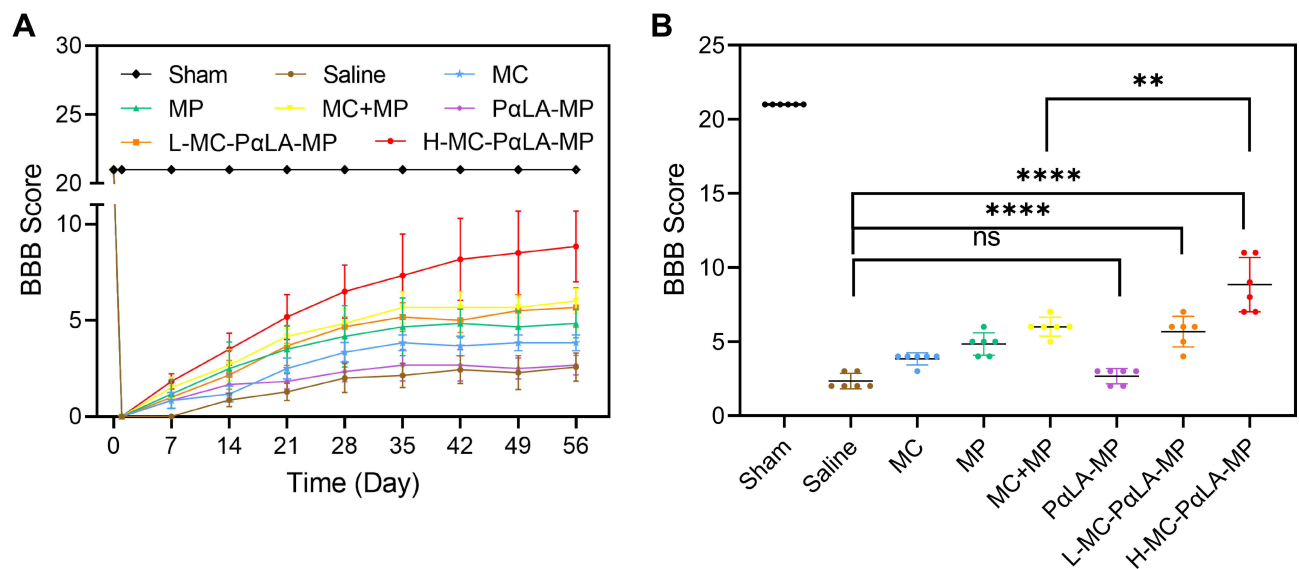 A
30
25
20
10
5
0
BBB Score
Sham
Saline
MC
MP
MC+MP
PαLA-MP
L-MC-PαLA-MP
H-MC-PαLA-MP
0 7 14 21 28 35 42 49 56
Time (Day)
B
25
20
15
10
5
0
BBB Score
**
****
****
ns
Sham
Saline
MC
MP
MC+MP
PαLA-MP
L-MC-PαLA-MP
H-MC-PαLA-MP